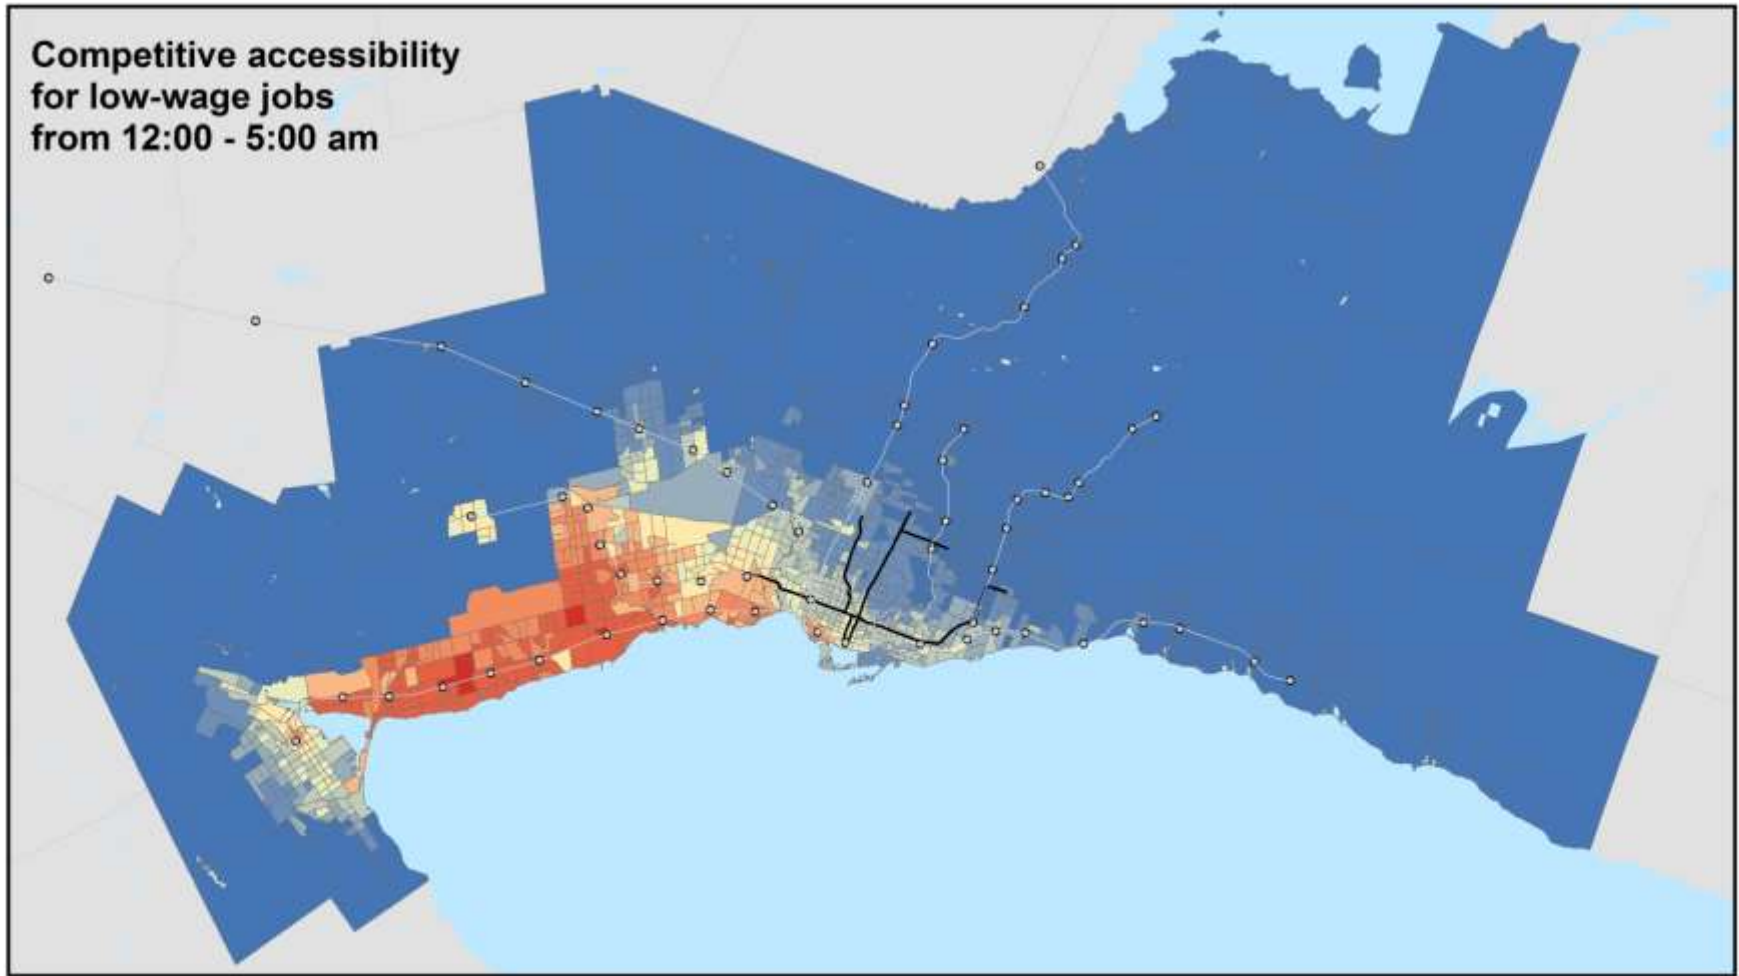 Competitive accessibility
for low-wage jobs
from 12:00 - 5:00 am